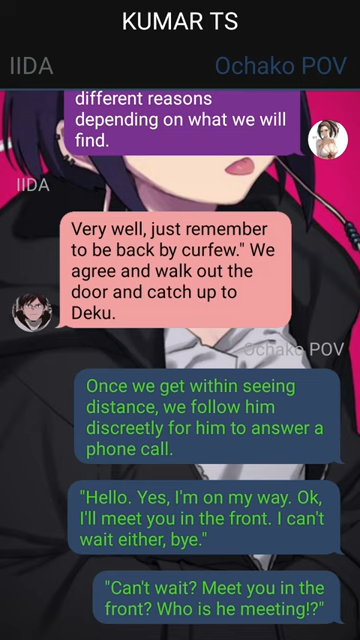 KUMAR TS
IIDA
Ochako POV
different reasons
depending on what we will
find.
IIDA
Very well, just remember
to be back by curfew." We
agree and walk out the
door and catch up to
Deku.
Ochako POV
Once we get within seeing
distance, we follow him
discreetly for him to answer a
phone call.
"Hello. Yes, I'm on my way. Ok,
I'll meet you in the front. I can't
wait either, bye."
"Can't wait? Meet you in the
front? Who is he meeting!?"